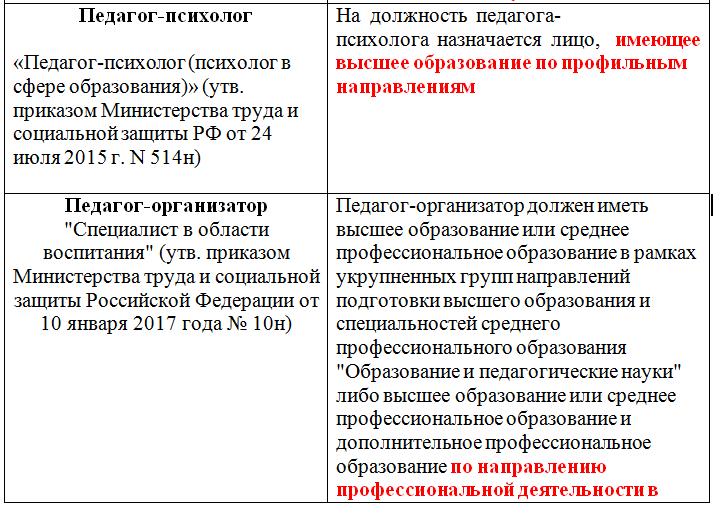 Педагог-психолог
«Педагог-психолог (психолог в
сфере образования)» (утв.
приказом Министерства труда и
социальной защиты РФ от 24
июля 2015 г. N 514н)
На должность педагога-
психолога назначается лицо, имеющее
высшее образование по профильным
направлениям
Педагог-организатор
"Специалист в области
воспитания" (утв. приказом
Министерства труда и социальной
защиты Российской Федерации от
10 января 2017 года № 10н)
Педагог-организатор должен иметь
высшее образование или среднее
профессиональное образование в рамках
укрупненных групп направлений
подготовки высшего образования и
специальностей среднего
профессионального образования
"Образование и педагогические науки"
либо высшее образование или среднее
профессиональное образование и
дополнительное профессиональное
образование по направлению
профессиональной деятельности в